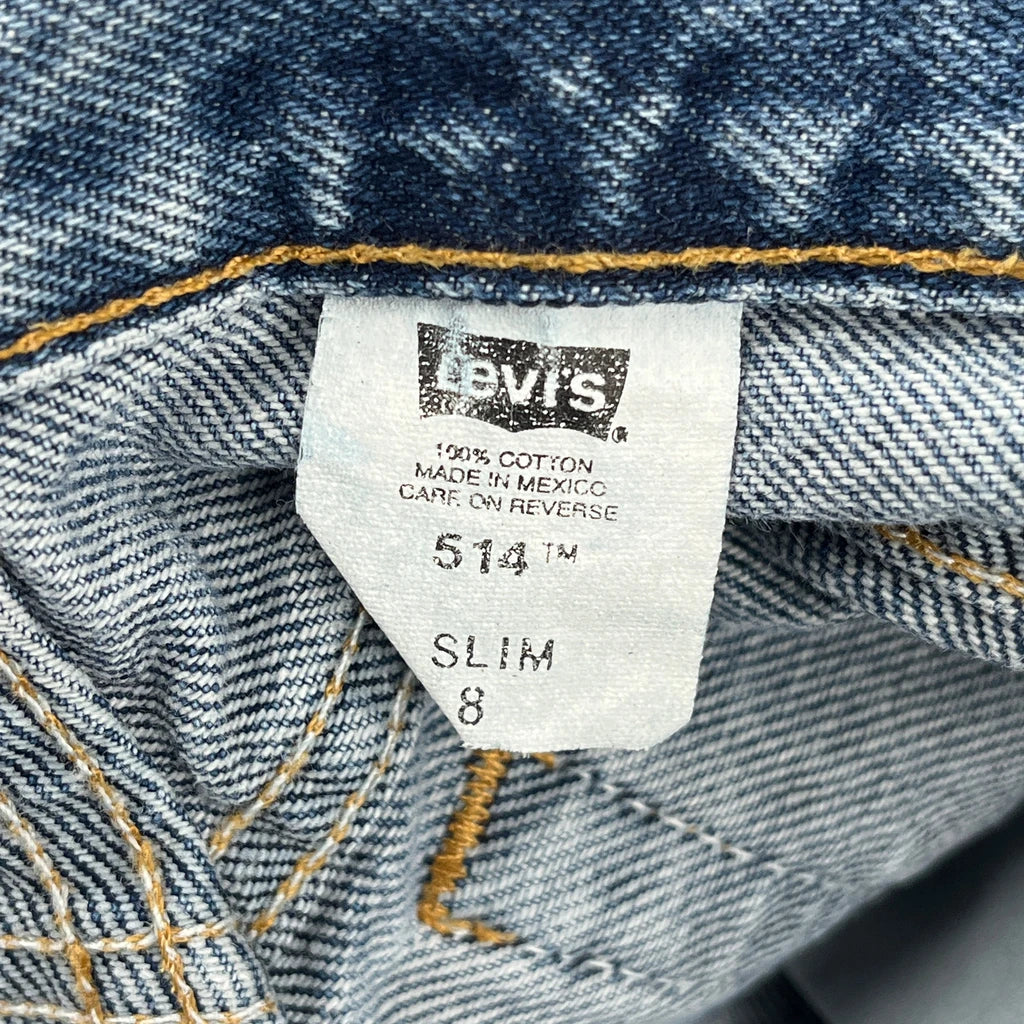 Levi's®
100% COTTON
MADE IN MEXICO
CARE ON REVERSE
514™
SLIM
8